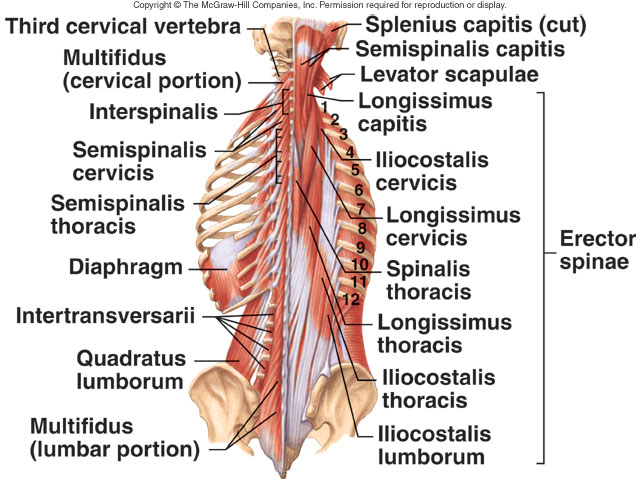 Copyright © The McGraw-Hill Companies, Inc. Permission required for reproduction or display.
Third cervical vertebra
Multifidus
(cervical portion)
Interspinalis
Semispinalis
cervicis
Semispinalis
thoracis
Diaphragm
Intertransversarii
Quadratus
lumborum
Multifidus
(lumbar portion)
Splenius capitis (cut)
Semispinalis capitis
Levator scapulae
Longissimus
capitis
Iliocostalis
cervicis
Longissimus
cervicis
Spinalis
thoracis
Longissimus
thoracis
Iliocostalis
thoracis
Iliocostalis
lumborum
Erector
spinae
1
2
3
4
5
6
7
8
9
10
11
12